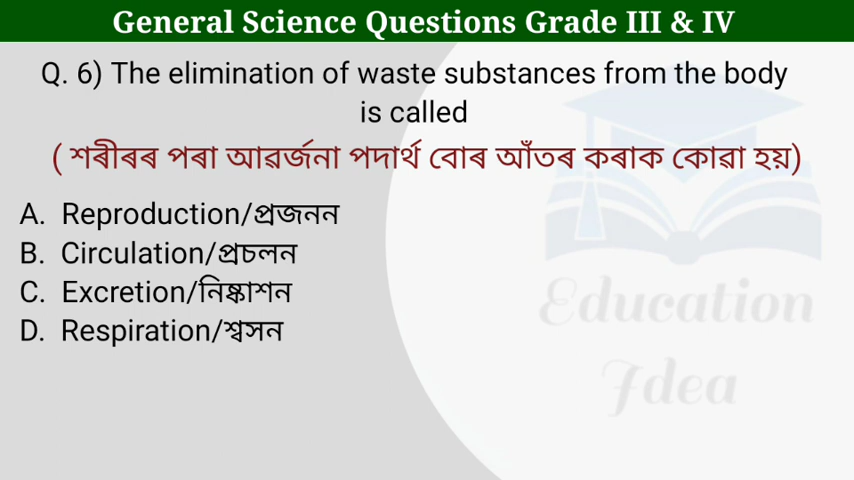 General Science Questions Grade III & IV
Q. 6) The elimination of waste substances from the body
is called
( শৰীৰৰ পৰা আৱৰ্জনা পদাৰ্থ বোৰ আঁতৰ কৰাক কোৱা হয়)
A. Reproduction/প্ৰজনন
B. Circulation/প্ৰচলন
C. Excretion/নিষ্কাশন
D. Respiration/শ্বসন
Education
Idea